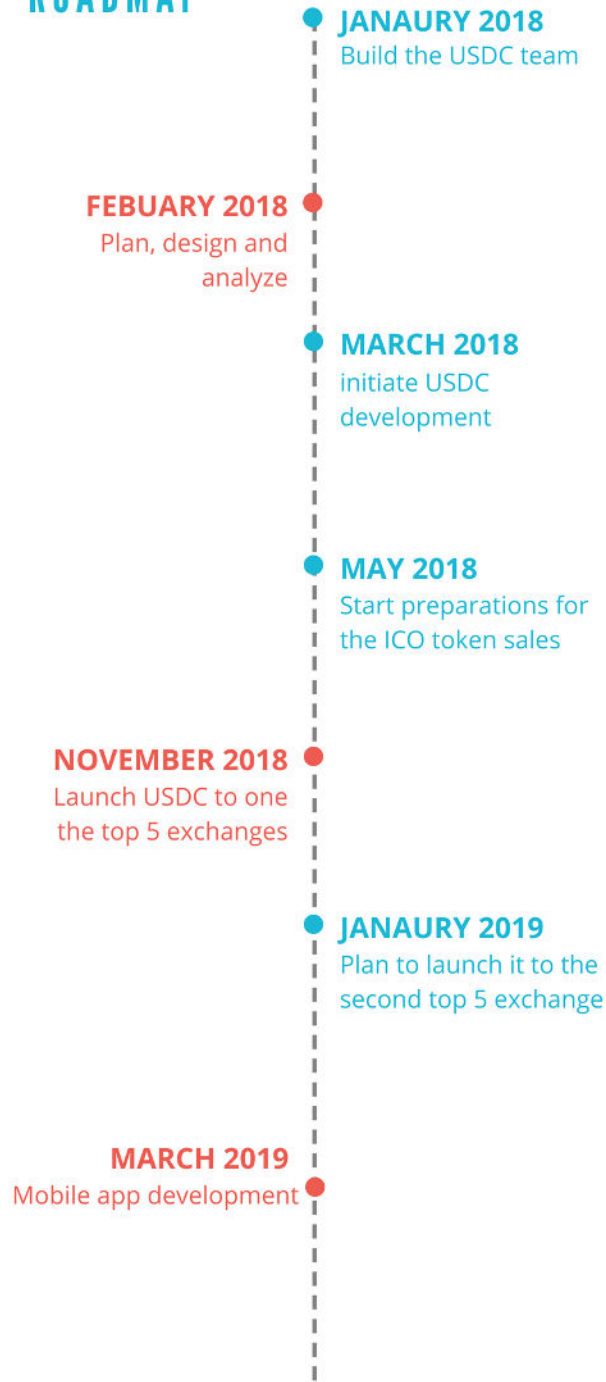 ROADMAP
JANAURY 2018
Build the USDC team
FEBUARY 2018
Plan, design and
analyze
MARCH 2018
initiate USDC
development
MAY 2018
Start preparations for
the ICO token sales
NOVEMBER 2018
Launch USDC to one
the top 5 exchanges
JANAURY 2019
Plan to launch it to the
second top 5 exchange
MARCH 2019
Mobile app development